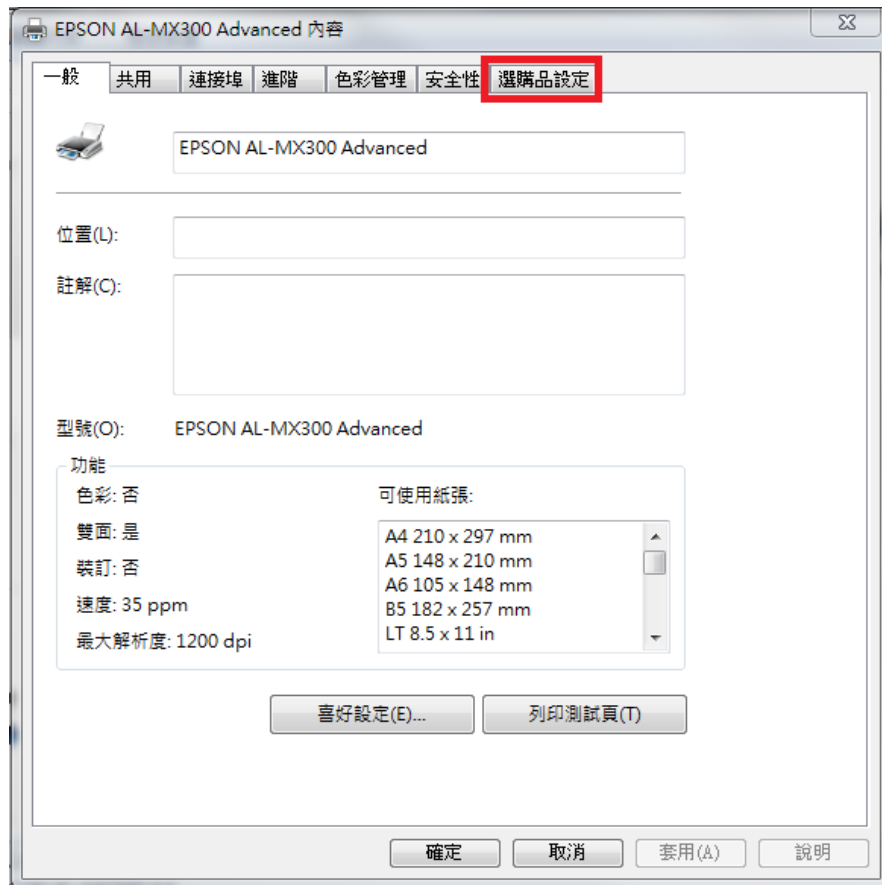 EPSON AL-MX300 Advanced 內容
一般 共用 連接埠 進階 色彩管理 安全性 選購品設定
EPSON AL-MX300 Advanced
位置(L):
註解(C):
型號(O): EPSON AL-MX300 Advanced
功能
色彩: 否 可使用紙張:
雙面: 是 A4 210 x 297 mm
A5 148 x 210 mm
裝訂: 否
A6 105 x 148 mm
速度: 35 ppm B5 182 x 257 mm
最大解析度: 1200 dpi LT 8.5 x 11 in
喜好設定(E)... 列印測試頁(T)
確定 取消 套用(A) 說明